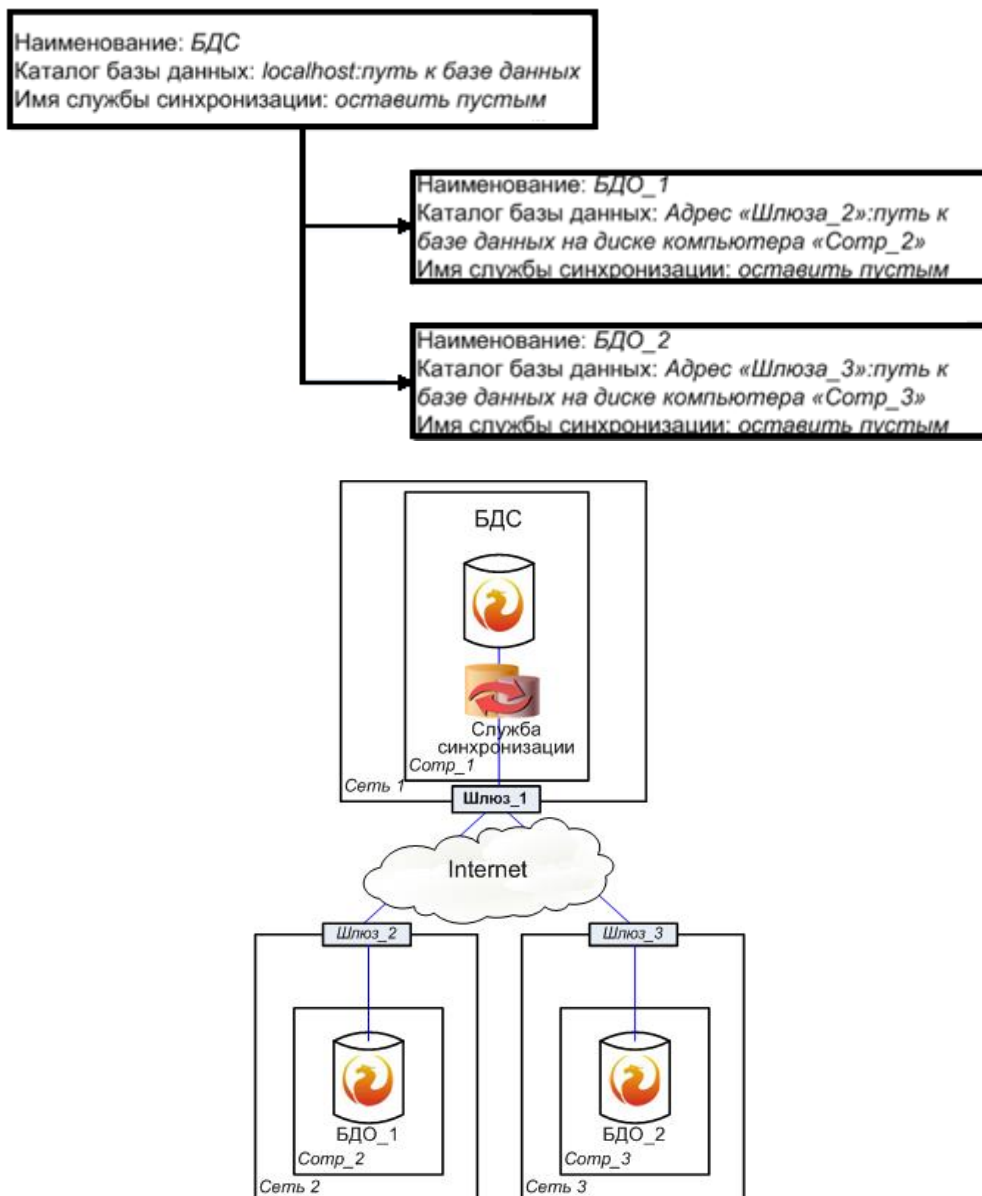 Наименование: БДС
Каталог базы данных: localhost:путь к базе данных
Имя службы синхронизации: оставить пустым
Наименование: БДО_1
Каталог базы данных: Адрес «Шлюза_2»:путь к
базе данных на диске компьютера «Comp_2»
Имя службы синхронизации: оставить пустым
Наименование: БДО_2
Каталог базы данных: Адрес «Шлюза_3»:путь к
базе данных на диске компьютера «Comp_3»
Имя службы синхронизации: оставить пустым
БДС
Служба
синхронизации
Comp_1
Сеть 1
Шлюз_1
Internet
Шлюз_2
Шлюз_3
БДО_1
БДО_2
Comp_2
Comp_3
Сеть 2
Сеть 3